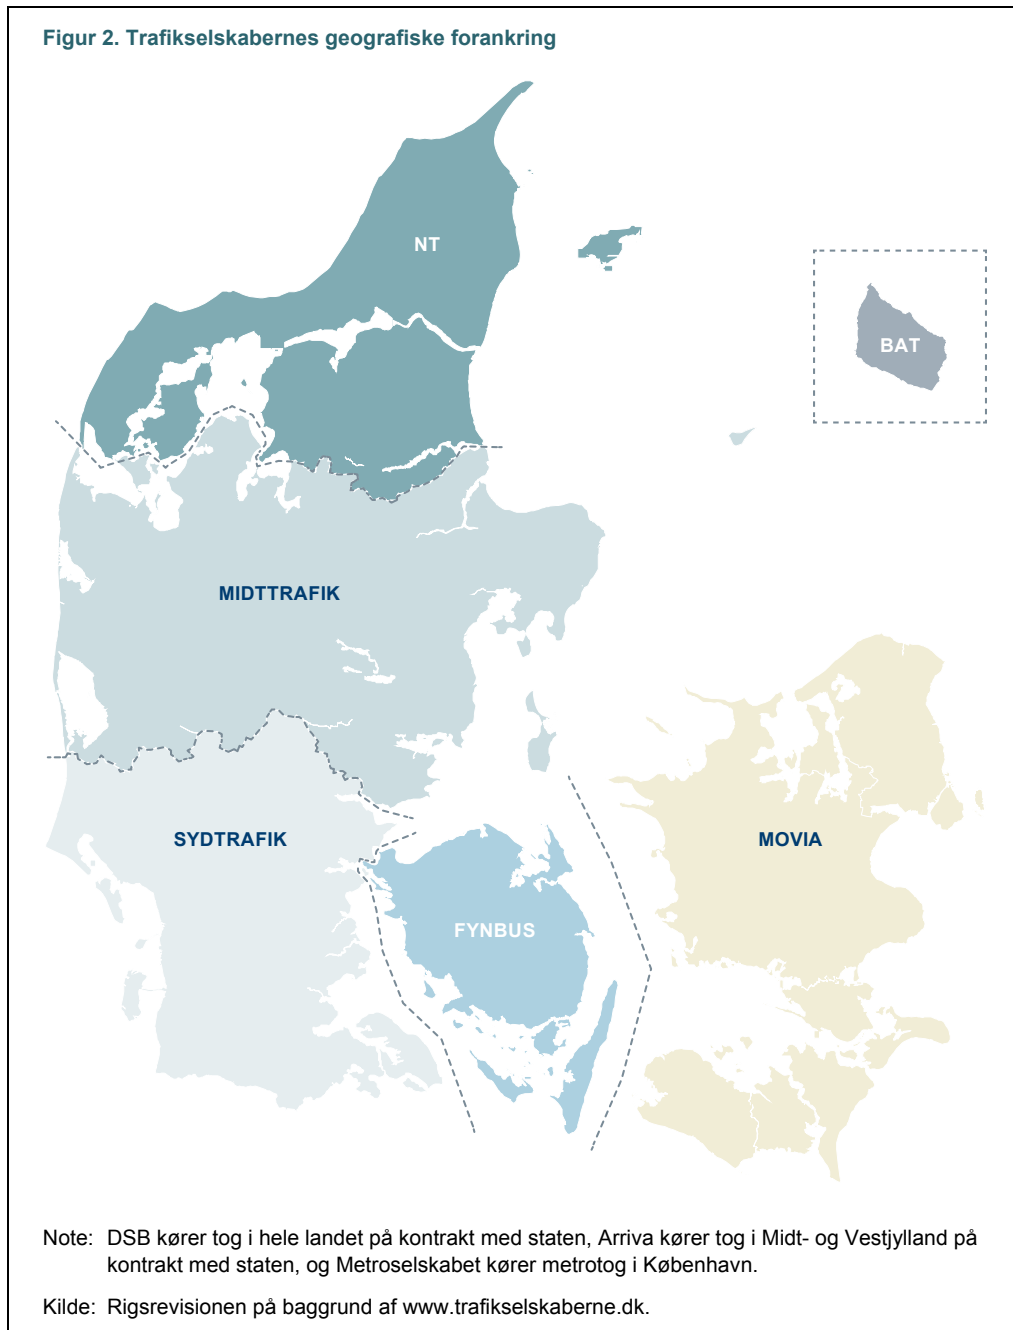 Figur 2. Trafikselskabernes geografiske forankring
NT
BAT
MIDTTRAFIK
SYDTRAFIK
MOVIA
FYNBUS
Note: DSB kører tog i hele landet på kontrakt med staten, Arriva kører tog i Midt- og Vestjylland på
kontrakt med staten, og Metroselskabet kører metrotog i København.
Kilde: Rigsrevisionen på baggrund af www.trafikselskaberne.dk.